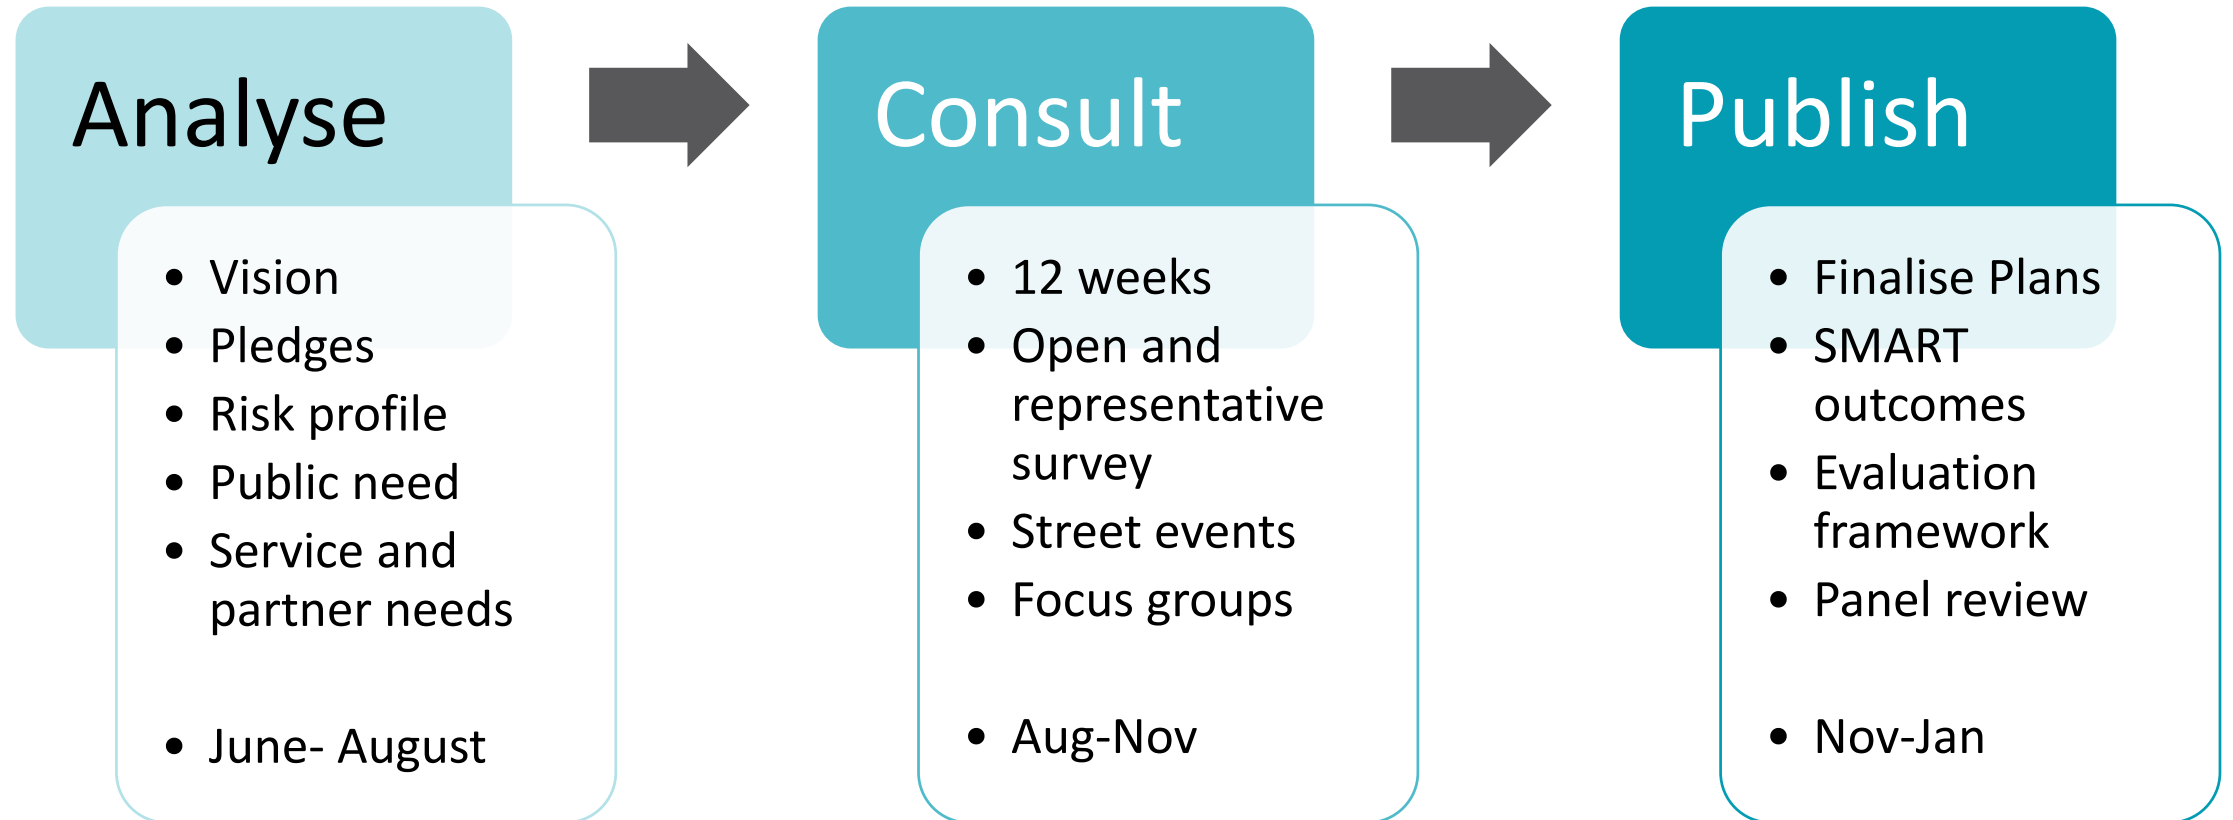 Analyse
• Vision
• Pledges
• Risk profile
• Public need
• Service and
partner needs
• June- August
Consult
• 12 weeks
• Open and
representative
survey
• Street events
• Focus groups
• Aug-Nov
Publish
• Finalise Plans
• SMART
outcomes
• Evaluation
framework
• Panel review
• Nov-Jan